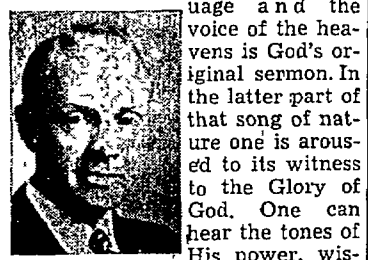 uage and the
voice of the hea-
vens is God's or-
iginal sermon. In
the latter part of
that song of nat-
ure one is arous-
ed to its witness
to the Glory of
God. One can
hear the tones of
His power, wis-